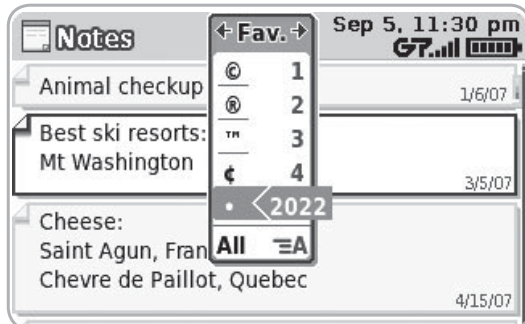 Notes
← Fav. →
Sep 5, 11:30 pm
G
Animal checkup
1/6/07
© 1
® 2
™ 3
¢ 4
• 2022
All A
Best ski resorts:
Mt Washington
3/5/07
Cheese:
Saint Agun, Fran
Chevre de Paillot, Quebec
4/15/07